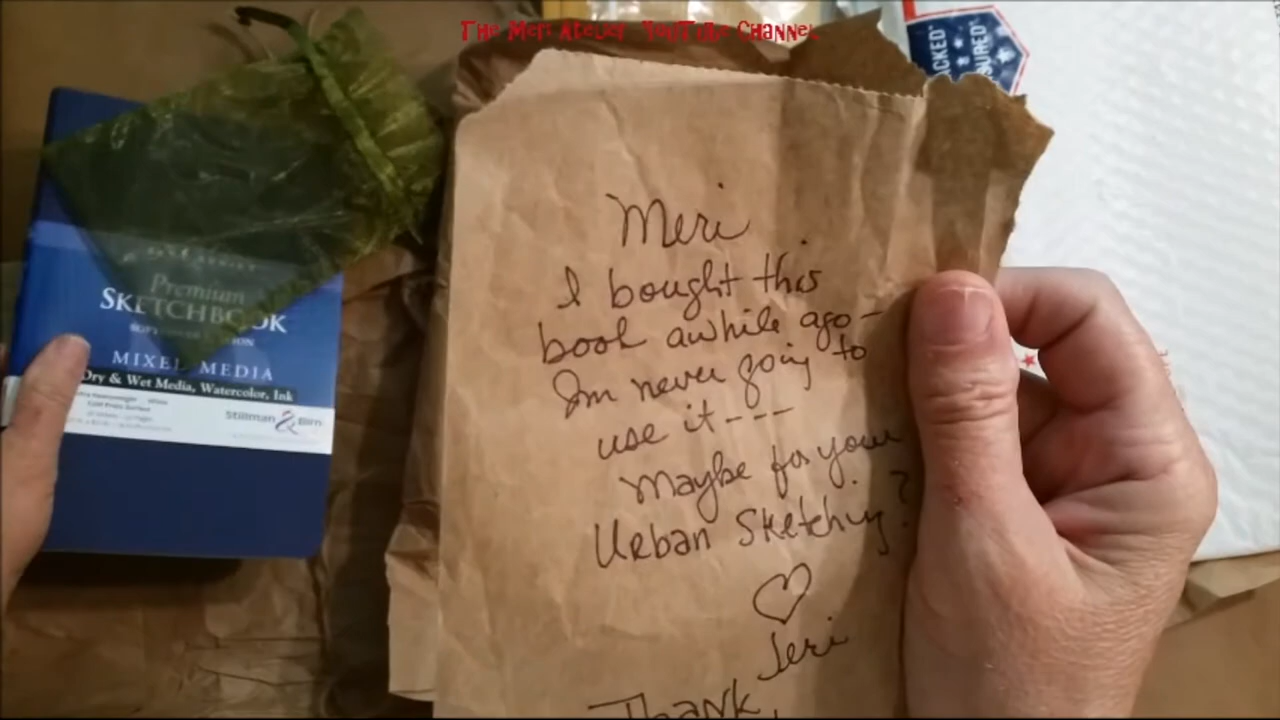 The Meri Atelier YouTube Channel
Premium
SKETCHBOOK
MIXED MEDIA
Dry & Wet Media, Watercolor, Ink
Stillman & Birn
Meri
I bought this
book awhile ago-
Im never going to
use it---
Maybe for your
Urban Sketching?
♡
Jeri
Thank